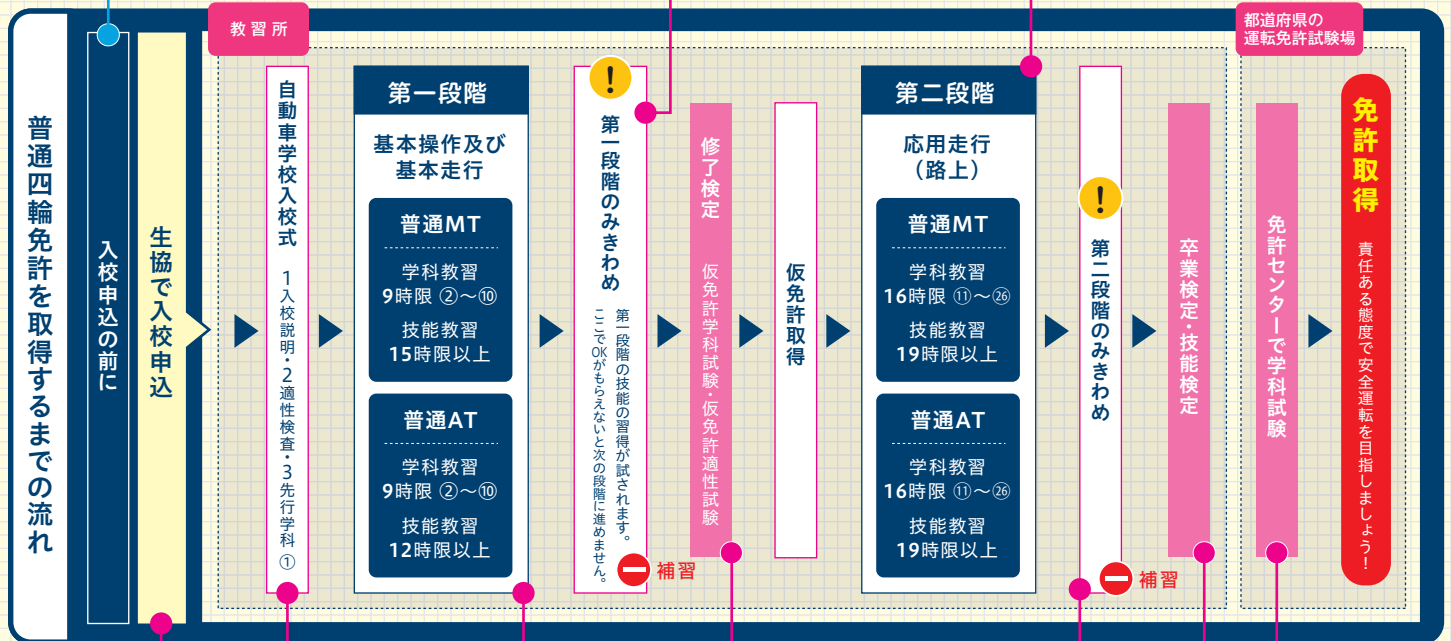 普通四輪免許を取得するまでの流れ
入校申込の前に
生協で入校申込
教習所
自動車学校入校式 1入校説明・2適性検査・3先行学科 ①
第一段階
基本操作及び
基本走行
普通MT
学科教習
9時限 ②〜⑩
技能教習
15時限以上
普通AT
学科教習
9時限 ②〜⑩
技能教習
12時限以上
!
第一段階のみきわめ
第一段階の技能の習得が試されます。
ここでOKがもらえないと次の段階に進めません。
補習
修了検定 仮免許学科試験・仮免許適性試験
仮免許取得
第二段階
応用走行
（路上）
普通MT
学科教習
16時限 ⑪〜㉖
技能教習
19時限以上
普通AT
学科教習
16時限 ⑪〜㉖
技能教習
19時限以上
!
第二段階のみきわめ
補習
卒業検定・技能検定
都道府県の
運転免許試験場
免許センターで学科試験
免許取得
責任ある態度で安全運転を目指しましょう！